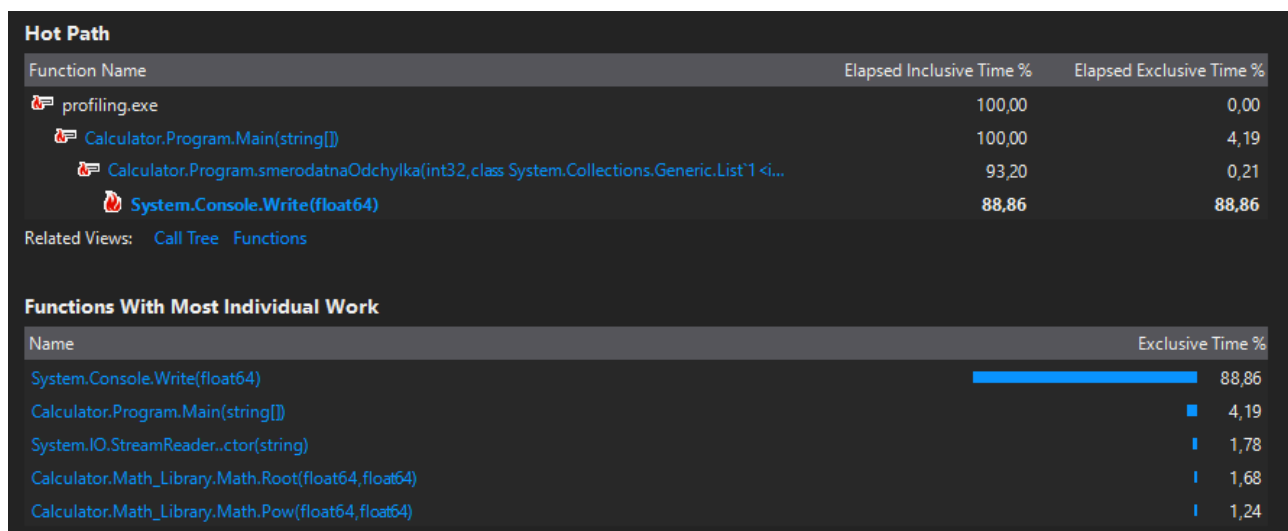 Hot Path
Function Name Elapsed Inclusive Time % Elapsed Exclusive Time %
profiling.exe 100,00 0,00
Calculator.Program.Main(string[]) 100,00 4,19
Calculator.Program.smerodatnaOdchylka(int32,class System.Collections.Generic.List`1<i... 93,20 0,21
System.Console.Write(float64) 88,86 88,86
Related Views: Call Tree Functions
Functions With Most Individual Work
Name Exclusive Time %
System.Console.Write(float64) 88,86
Calculator.Program.Main(string[]) 4,19
System.IO.StreamReader..ctor(string) 1,78
Calculator.Math_Library.Math.Root(float64,float64) 1,68
Calculator.Math_Library.Math.Pow(float64,float64) 1,24